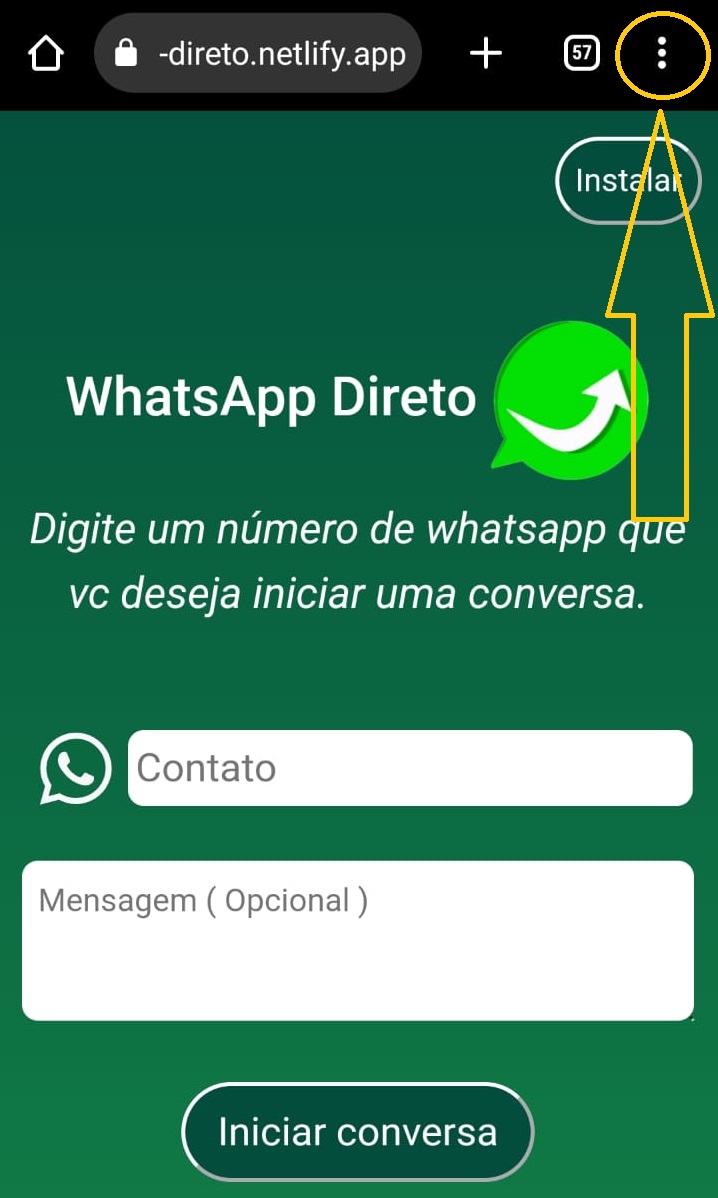 -direto.netlify.app
57
Instalar
WhatsApp Direto
Digite um número de whatsapp que
vc deseja iniciar uma conversa.
Contato
Mensagem ( Opcional )
Iniciar conversa